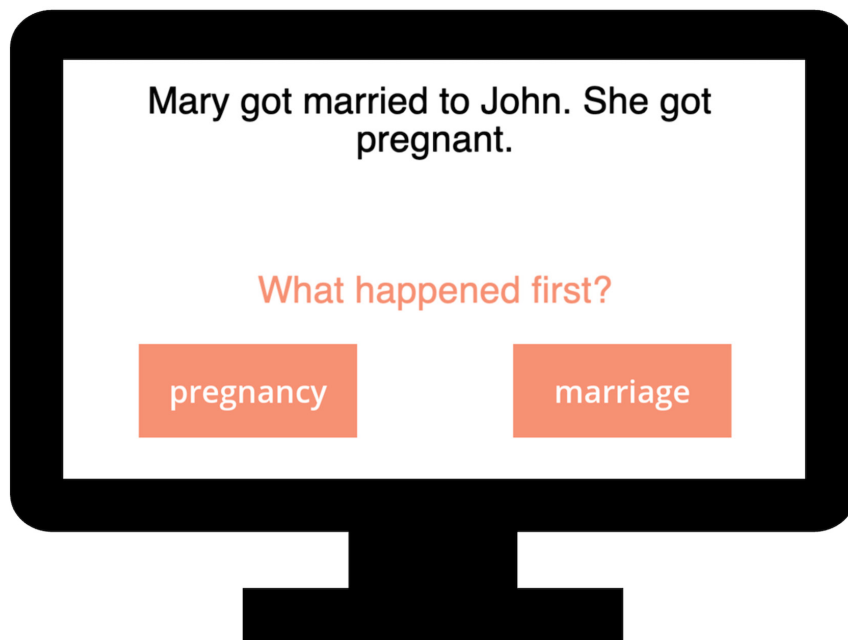 Mary got married to John. She got
pregnant.
What happened first?
pregnancy
marriage